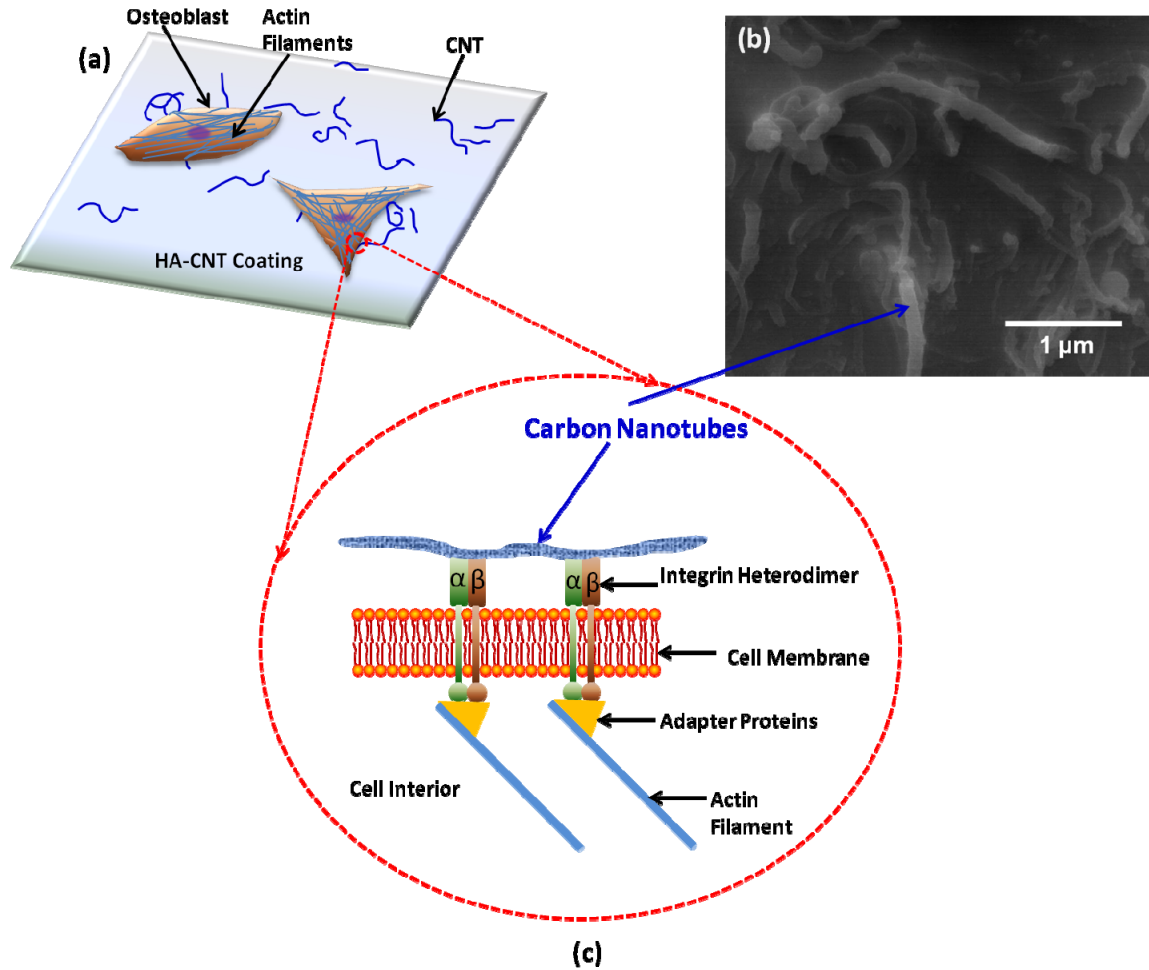 (a)
Osteoblast
Actin
Filaments
CNT
HA-CNT Coating
(b)
1 µm
Carbon Nanotubes
α β
α β
Integrin Heterodimer
Cell Membrane
Adapter Proteins
Cell Interior
Actin
Filament
(c)